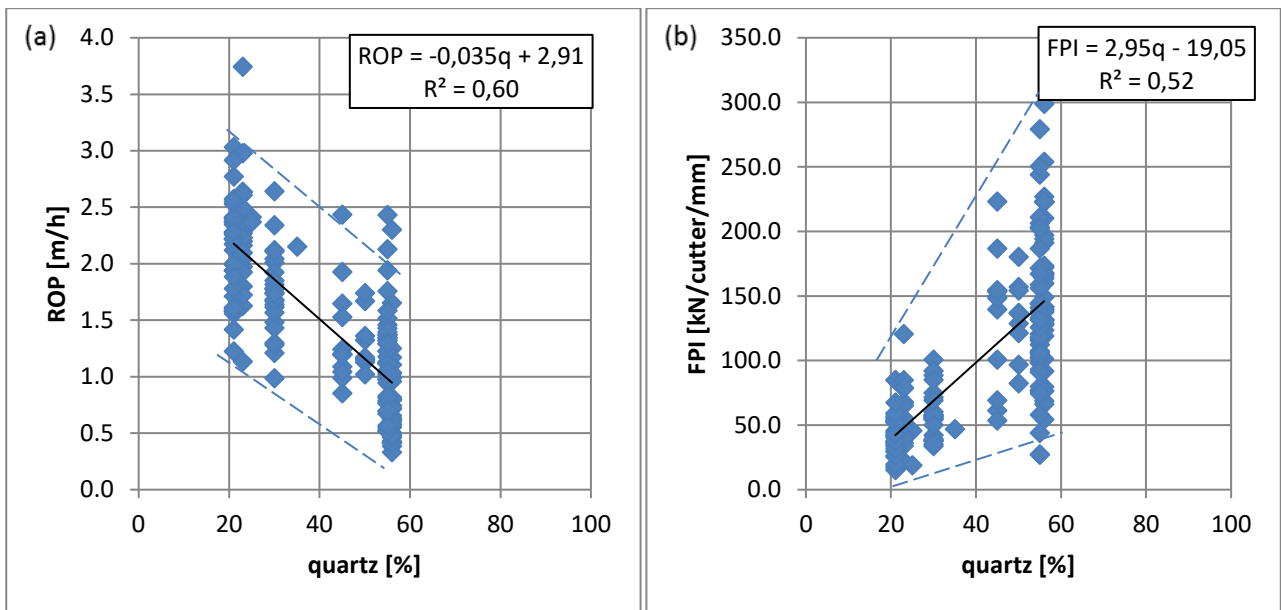 (a)
ROP = -0,035q + 2,91
R² = 0,60
4.0
3.5
3.0
2.5
2.0
1.5
1.0
0.5
0.0
ROP [m/h]
0 20 40 60 80 100
quartz [%]
(b)
FPI = 2,95q - 19,05
R² = 0,52
350.0
300.0
250.0
200.0
150.0
100.0
50.0
0.0
FPI [kN/cutter/mm]
0 20 40 60 80 100
quartz [%]